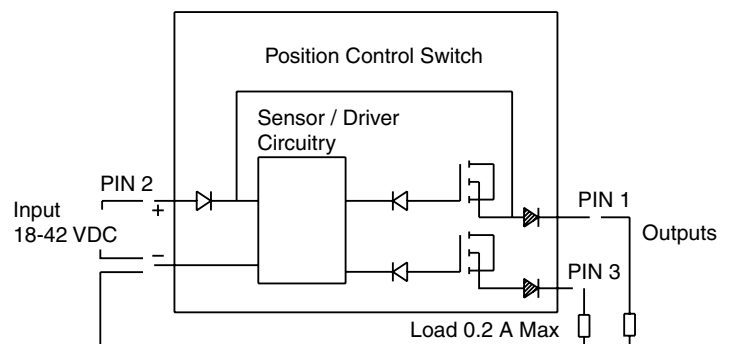 Position Control Switch
Sensor / Driver
Circuitry
PIN 2
+
Input
18-42 VDC
–
PIN 1
Outputs
PIN 3
Load 0.2 A Max